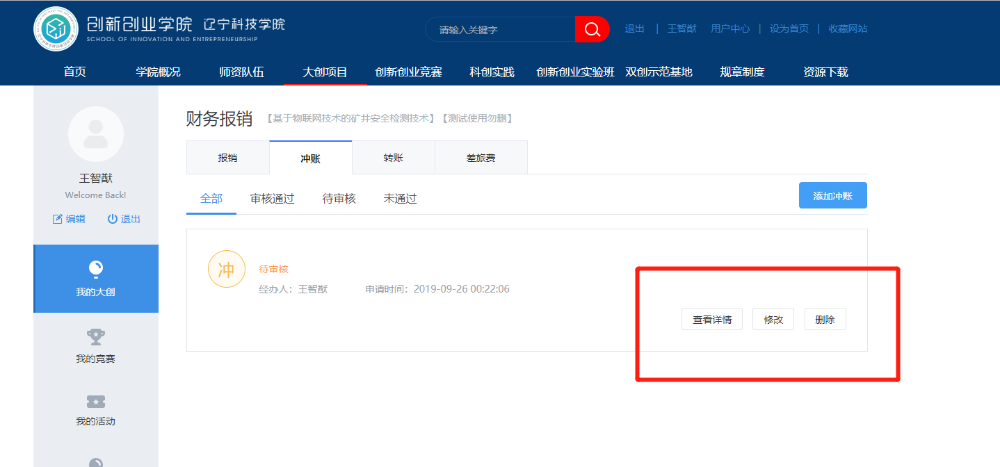 创新创业学院 辽宁科技学院
SCHOOL OF INNOVATION AND ENTREPRENEURSHIP
请输入关键字
退出 | 王智猷 用户中心 | 设为首页 | 收藏网站
首页 学院概况 师资队伍 大创项目 创新创业竞赛 科创实践 创新创业实验班 双创示范基地 规章制度 资源下载
财务报销 【基于物联网技术的矿井安全检测技术】【测试使用勿删】
报销 冲账 转账 差旅费
王智猷
Welcome Back!
编辑 退出
全部 审核通过 待审核 未通过 添加冲账
冲 待审核
经办人：王智猷 申请时间：2019-09-26 00:22:06
查看详情 修改 删除
我的大创
我的竞赛
我的活动